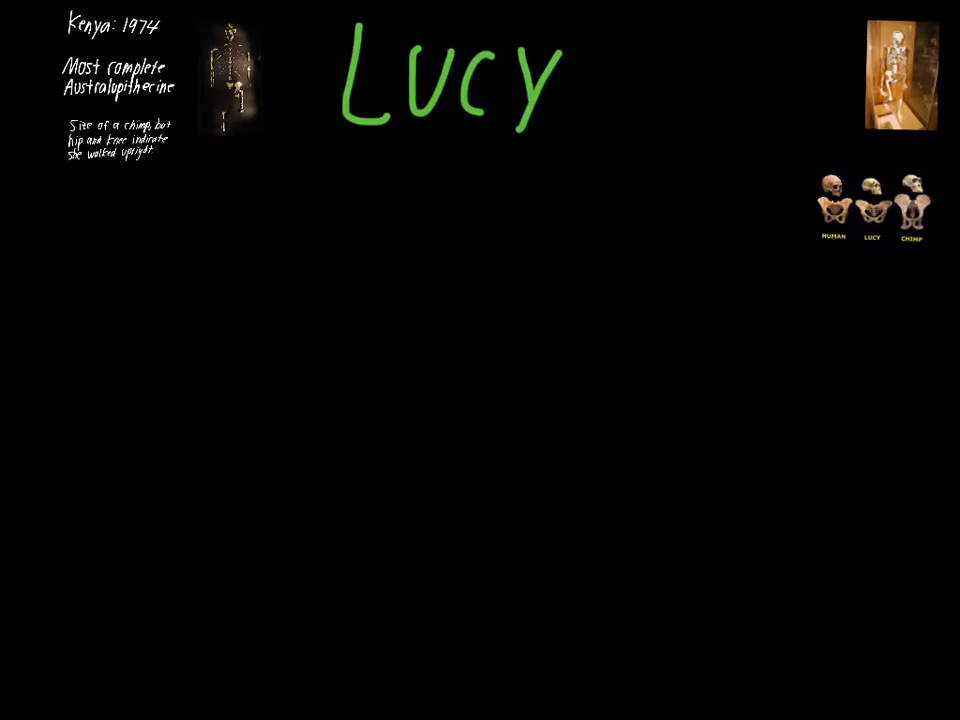 Kenya: 1974
Most complete
Australopithecine
Size of a chimp, but
hip and knee indicate
she walked upright
Lucy
HUMAN LUCY CHIMP